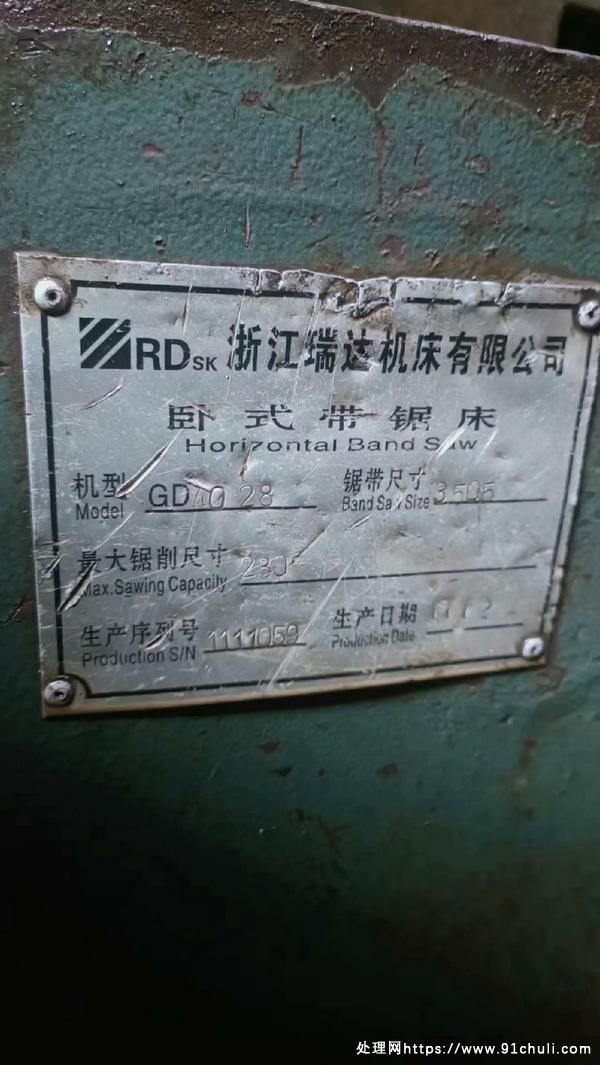 RDSK 浙江瑞达机床有限公司
卧式带锯床
Horizontal Band Saw
机型 GD4028 锯带尺寸 3505
Model Band Saw Size
最大锯削尺寸 280
Max.Sawing Capacity
生产序列号 1111059 生产日期
Production S/N Production Date
处理网https://www.91chuli.com